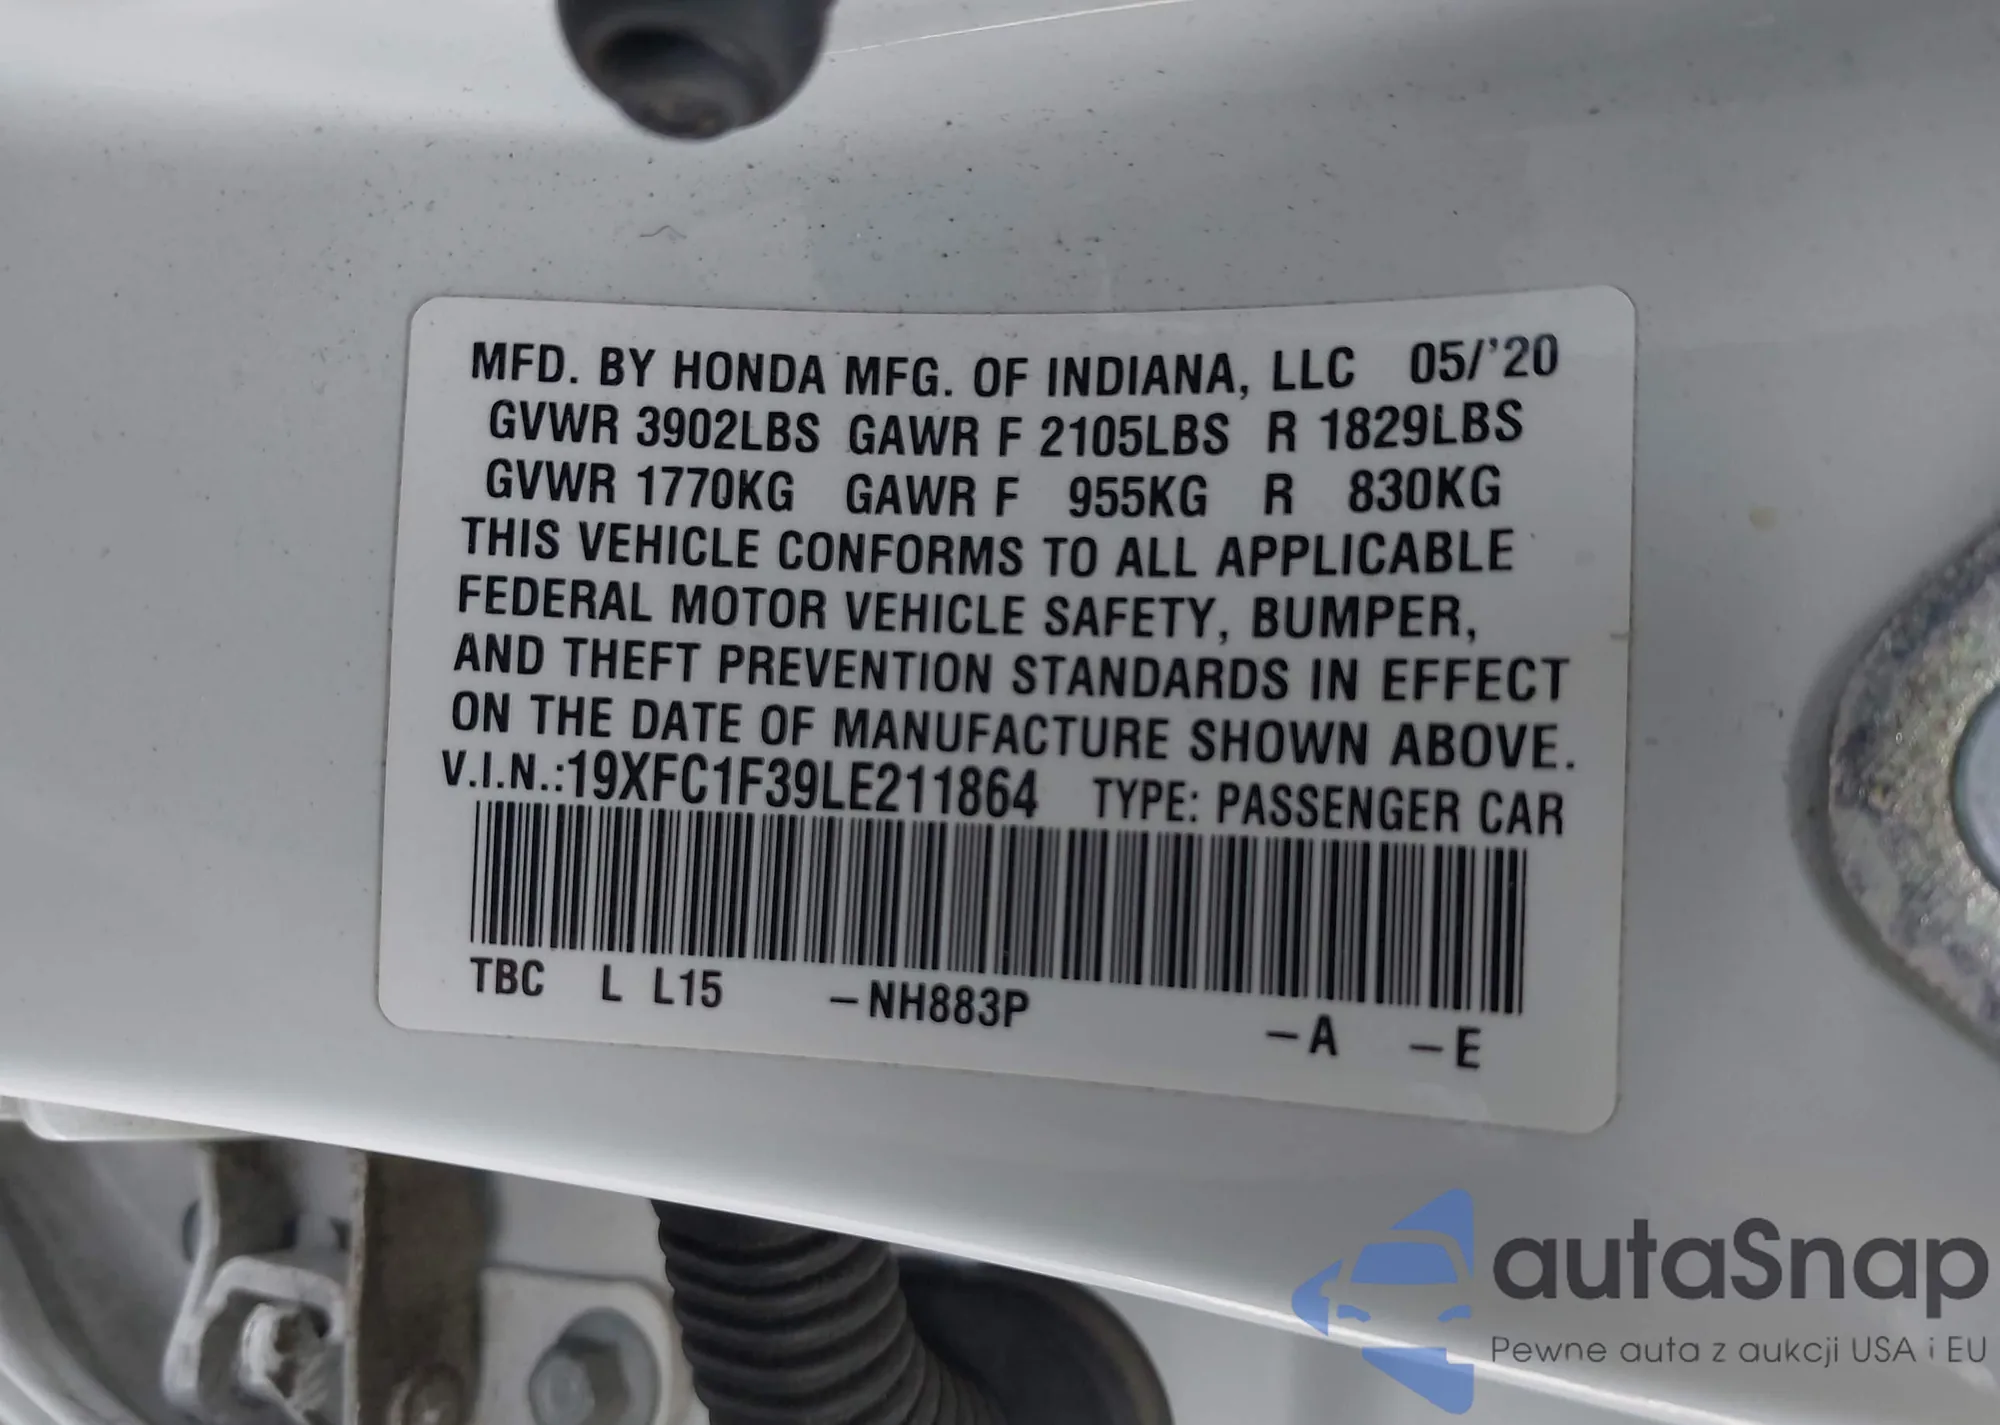 MFD. BY HONDA MFG. OF INDIANA, LLC 05/'20
GVWR 3902LBS GAWR F 2105LBS R 1829LBS
GVWR 1770KG GAWR F 955KG R 830KG
THIS VEHICLE CONFORMS TO ALL APPLICABLE
FEDERAL MOTOR VEHICLE SAFETY, BUMPER,
AND THEFT PREVENTION STANDARDS IN EFFECT
ON THE DATE OF MANUFACTURE SHOWN ABOVE.
V.I.N.:19XFC1F39LE211864 TYPE: PASSENGER CAR
TBC L L15 –NH883P –A –E
autaSnap
Pewne auta z aukcji USA i EU